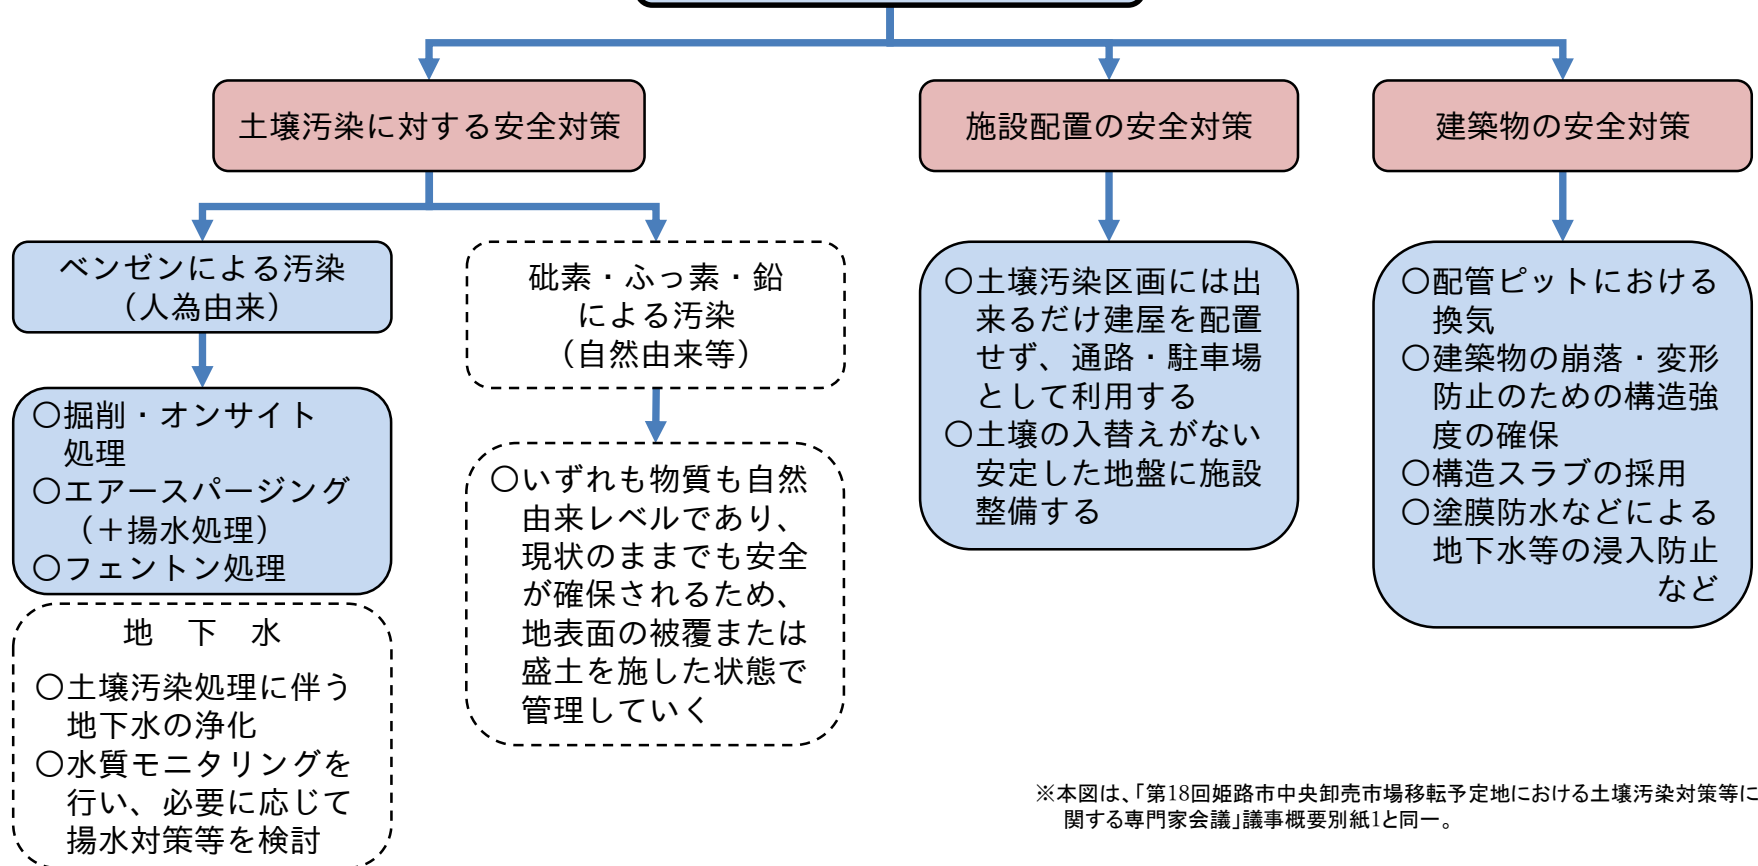 土壌汚染に対する安全対策
施設配置の安全対策
建築物の安全対策
ベンゼンによる汚染
（人為由来）
砒素・ふっ素・鉛
による汚染
（自然由来等）
〇掘削・オンサイト
処理
〇エアースパージング
（＋揚水処理）
〇フェントン処理
地　下　水
〇土壌汚染処理に伴う
地下水の浄化
〇水質モニタリングを
行い、必要に応じて
揚水対策等を検討
〇いずれも物質も自然
由来レベルであり、
現状のままでも安全
が確保されるため、
地表面の被覆または
盛土を施した状態で
管理していく
〇土壌汚染区画には出
来るだけ建屋を配置
せず、通路・駐車場
として利用する
〇土壌の入替えがない
安定した地盤に施設
整備する
〇配管ピットにおける
換気
〇建築物の崩落・変形
防止のための構造強
度の確保
〇構造スラブの採用
〇塗膜防水などによる
地下水等の浸入防止
など
※本図は、「第18回姫路市中央卸売市場移転予定地における土壌汚染対策等に
関する専門家会議」議事概要別紙1と同一。